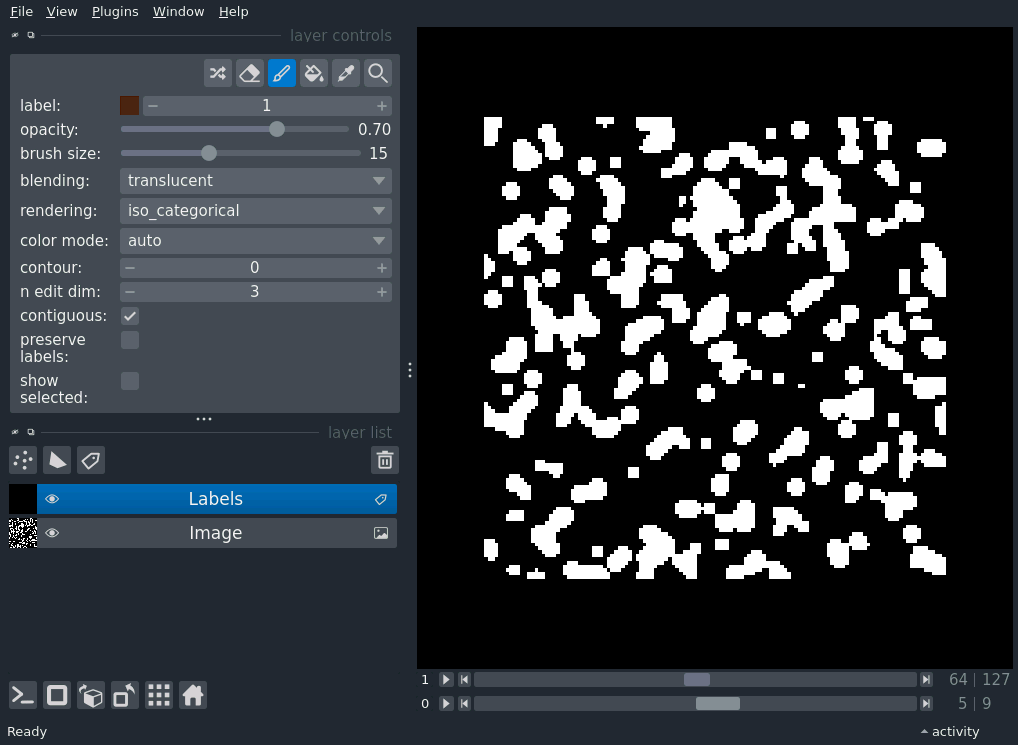 File View Plugins Window Help
layer controls
label: 1
opacity: 0.70
brush size: 15
blending: translucent
rendering: iso_categorical
color mode: auto
contour: 0
n edit dim: 3
contiguous:
preserve
labels:
show
selected:
layer list
Labels
Image
1 64 | 127
0 5 | 9
Ready activity